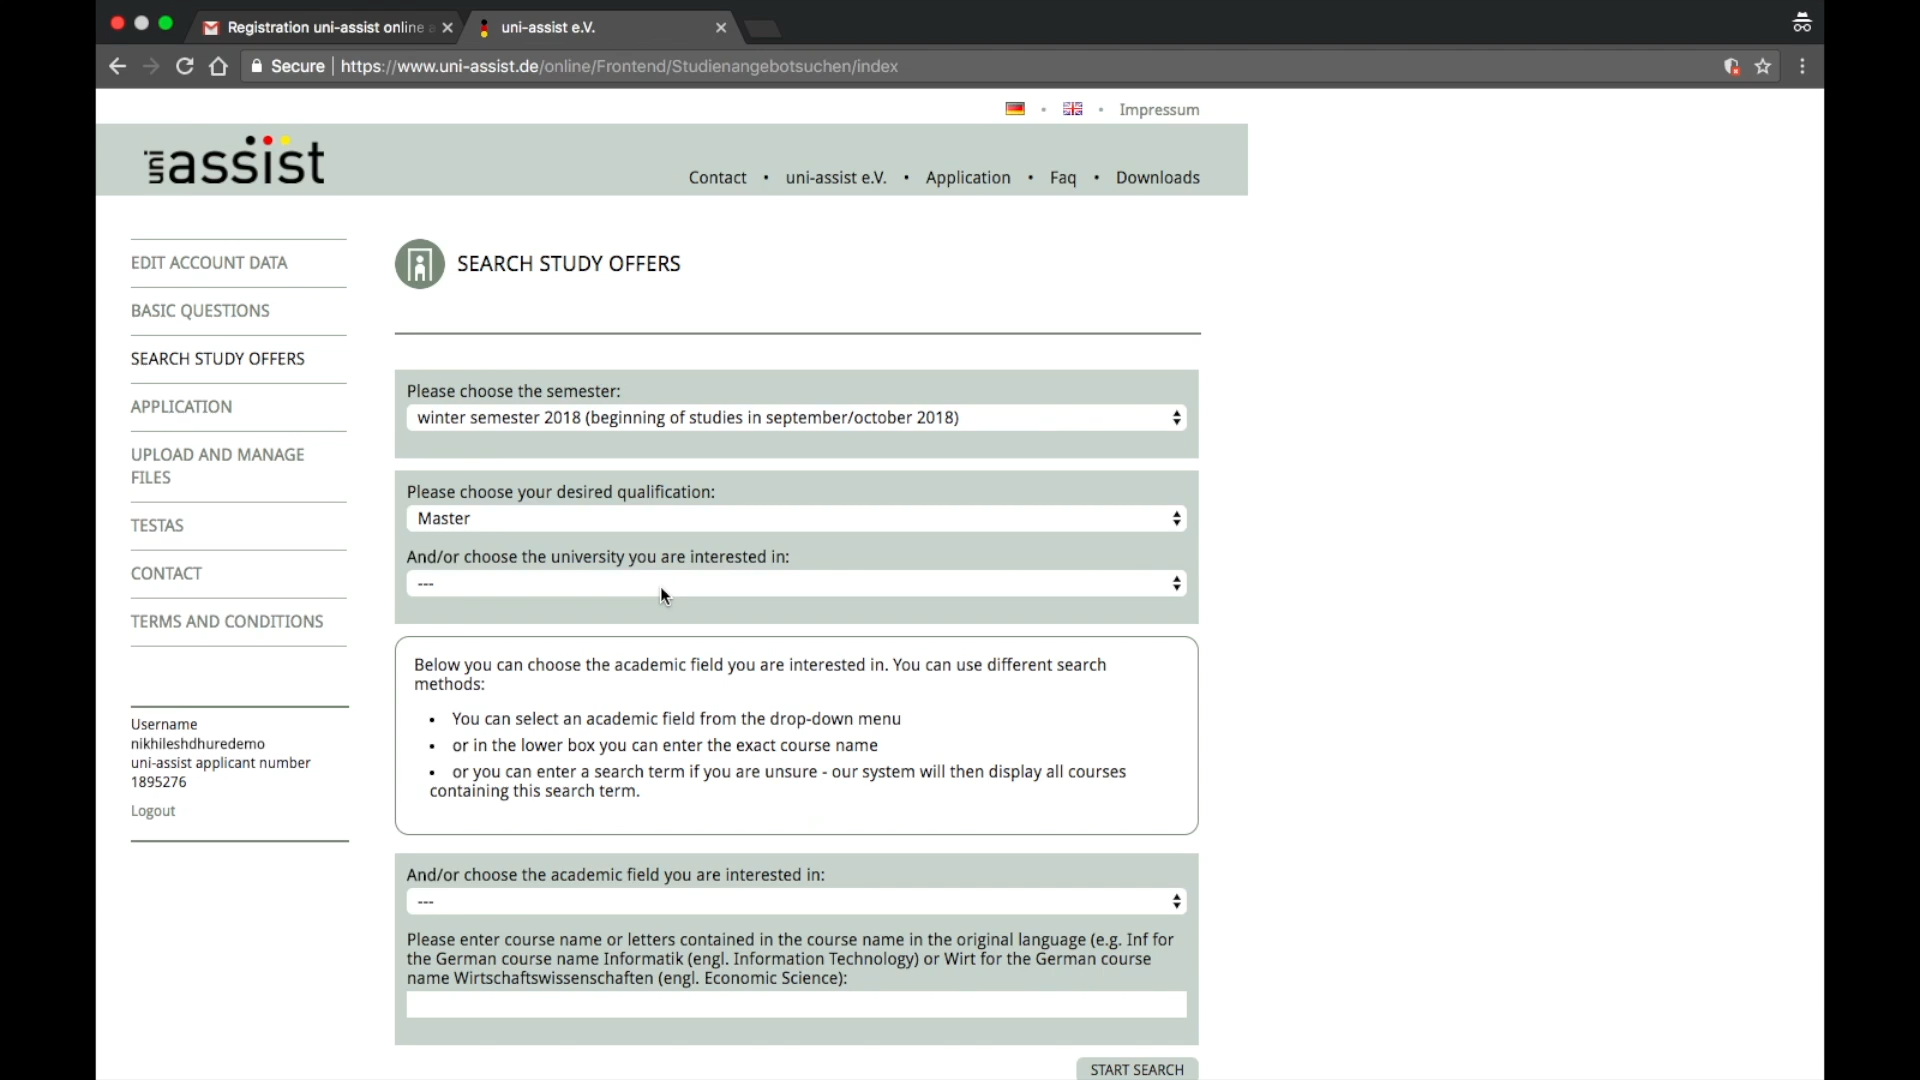 Registration uni-assist online a
uni-assist e.V.
Secure https://www.uni-assist.de/online/Frontend/Studienangebotsuchen/index
Impressum
uni assist
Contact • uni-assist e.V. • Application • Faq • Downloads
EDIT ACCOUNT DATA
BASIC QUESTIONS
SEARCH STUDY OFFERS
APPLICATION
UPLOAD AND MANAGE
FILES
TESTAS
CONTACT
TERMS AND CONDITIONS
Username
nikhileshdhuredemo
uni-assist applicant number
1895276
Logout
SEARCH STUDY OFFERS
Please choose the semester:
winter semester 2018 (beginning of studies in september/october 2018)
Please choose your desired qualification:
Master
And/or choose the university you are interested in:
---
Below you can choose the academic field you are interested in. You can use different search
methods:
• You can select an academic field from the drop-down menu
• or in the lower box you can enter the exact course name
• or you can enter a search term if you are unsure - our system will then display all courses
containing this search term.
And/or choose the academic field you are interested in:
---
Please enter course name or letters contained in the course name in the original language (e.g. Inf for
the German course name Informatik (engl. Information Technology) or Wirt for the German course
name Wirtschaftswissenschaften (engl. Economic Science):
START SEARCH